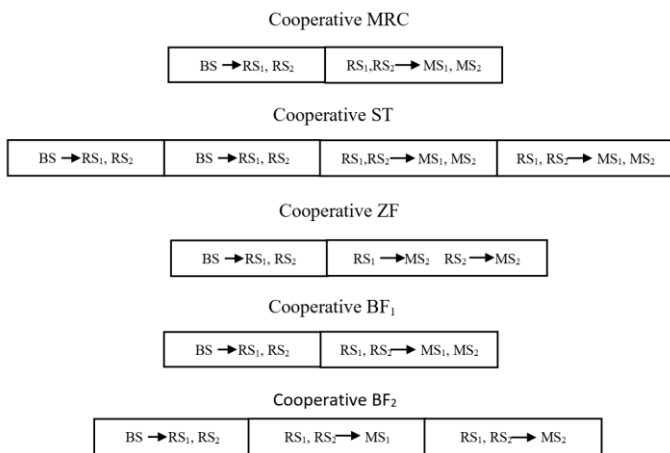 Cooperative MRC
BS → RS₁, RS₂ RS₁,RS₂ → MS₁, MS₂
Cooperative ST
BS → RS₁, RS₂ BS → RS₁, RS₂ RS₁,RS₂ → MS₁, MS₂ RS₁, RS₂ → MS₁, MS₂
Cooperative ZF
BS → RS₁, RS₂ RS₁ → MS₂ RS₂ → MS₂
Cooperative BF₁
BS → RS₁, RS₂ RS₁, RS₂ → MS₁, MS₂
Cooperative BF₂
BS → RS₁, RS₂ RS₁, RS₂ → MS₁ RS₁, RS₂ → MS₂